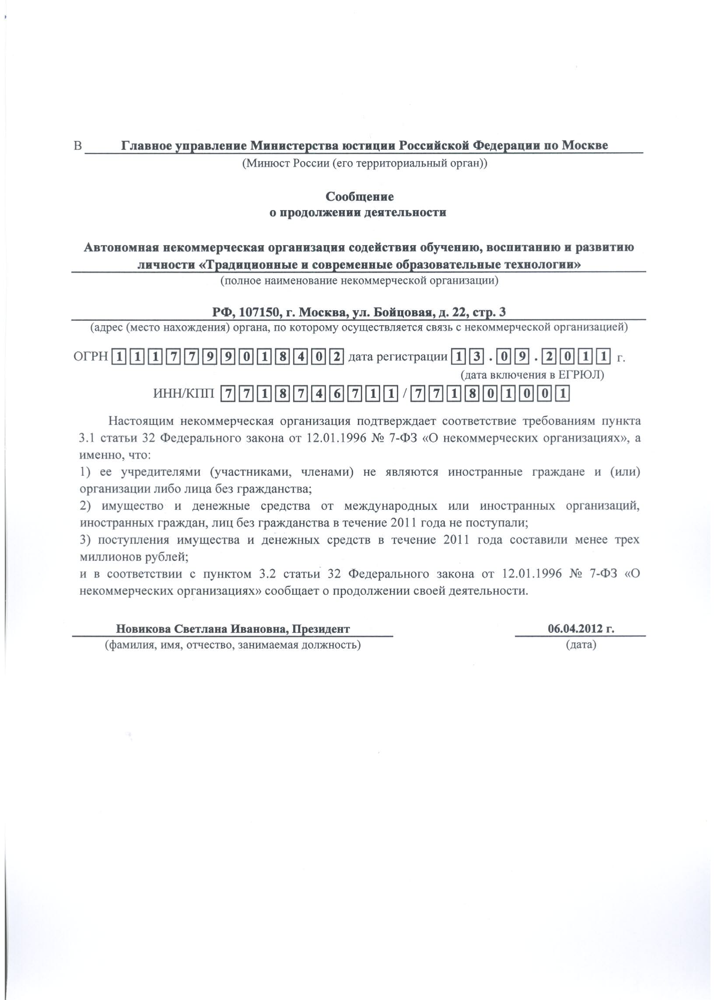 В Главное управление Министерства юстиции Российской Федерации по Москве
(Минюст России (его территориальный орган))
Сообщение
о продолжении деятельности
Автономная некоммерческая организация содействия обучению, воспитанию и развитию
личности «Традиционные и современные образовательные технологии»
(полное наименование некоммерческой организации)
РФ, 107150, г. Москва, ул. Бойцовая, д. 22, стр. 3
(адрес (место нахождения) органа, по которому осуществляется связь с некоммерческой организацией)
ОГРН 1117799018402 дата регистрации 13.09.2011 г.
(дата включения в ЕГРЮЛ)
ИНН/КПП 7718746711 / 771801001
Настоящим некоммерческая организация подтверждает соответствие требованиям пункта
3.1 статьи 32 Федерального закона от 12.01.1996 № 7-ФЗ «О некоммерческих организациях», а
именно, что:
1) ее учредителями (участниками, членами) не являются иностранные граждане и (или)
организации либо лица без гражданства;
2) имущество и денежные средства от международных или иностранных организаций,
иностранных граждан, лиц без гражданства в течение 2011 года не поступали;
3) поступления имущества и денежных средств в течение 2011 года составили менее трех
миллионов рублей;
и в соответствии с пунктом 3.2 статьи 32 Федерального закона от 12.01.1996 № 7-ФЗ «О
некоммерческих организациях» сообщает о продолжении своей деятельности.
Новикова Светлана Ивановна, Президент 06.04.2012 г.
(фамилия, имя, отчество, занимаемая должность) (дата)